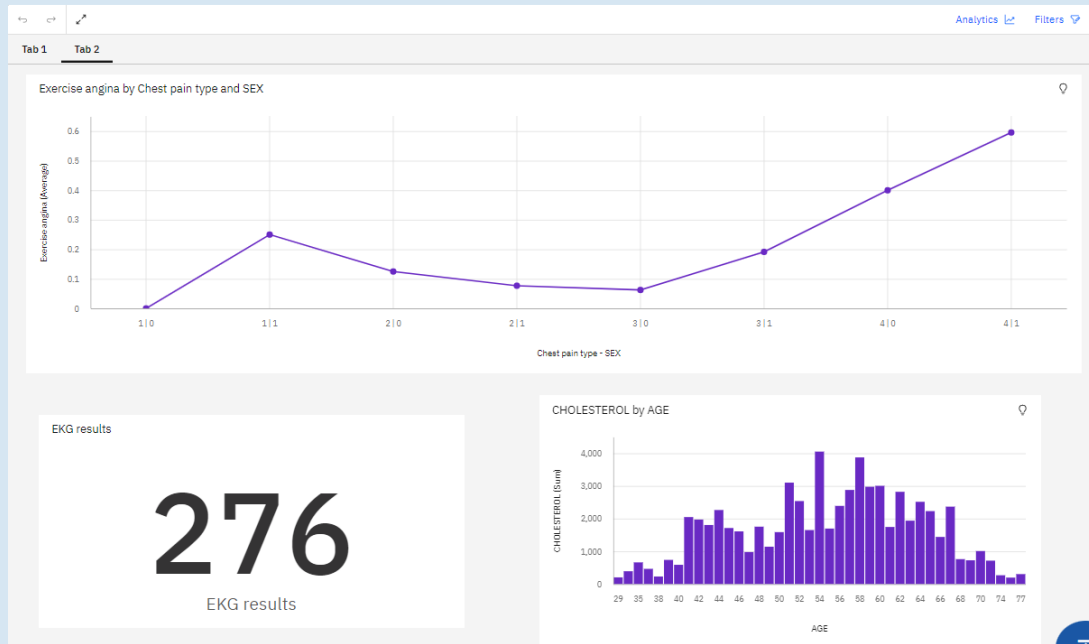 Analytics Filters
Tab 1 Tab 2
Exercise angina by Chest pain type and SEX
Exercise angina (Average)
0.6
0.5
0.4
0.3
0.2
0.1
0
1|0 1|1 2|0 2|1 3|0 3|1 4|0 4|1
Chest pain type - SEX
EKG results
276
EKG results
CHOLESTEROL by AGE
CHOLESTEROL (Sum)
4,000
3,000
2,000
1,000
0
29 35 38 40 42 44 46 48 50 52 54 56 58 60 62 64 66 68 70 74 77
AGE